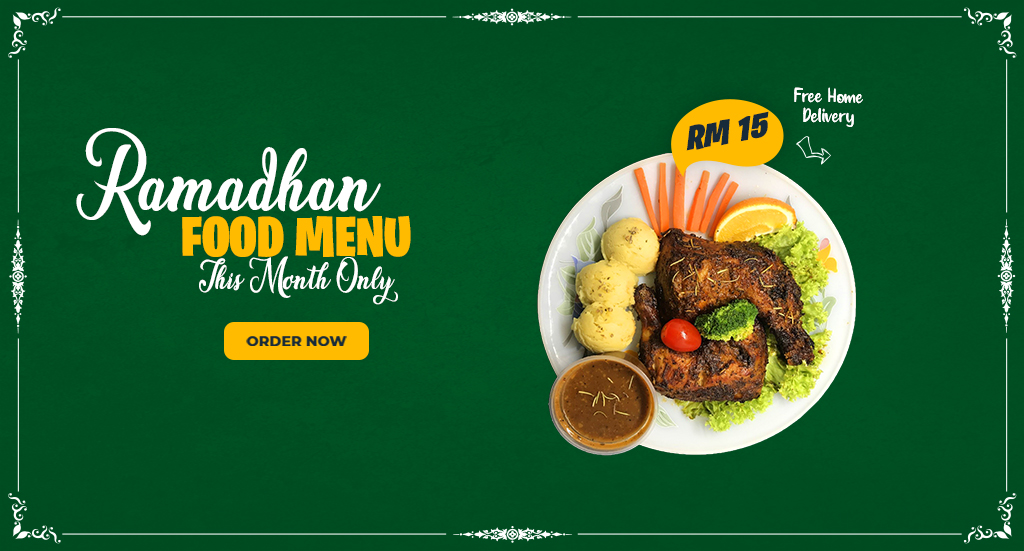 Ramadhan
FOOD MENU
This Month Only
ORDER NOW
RM 15
Free Home
Delivery